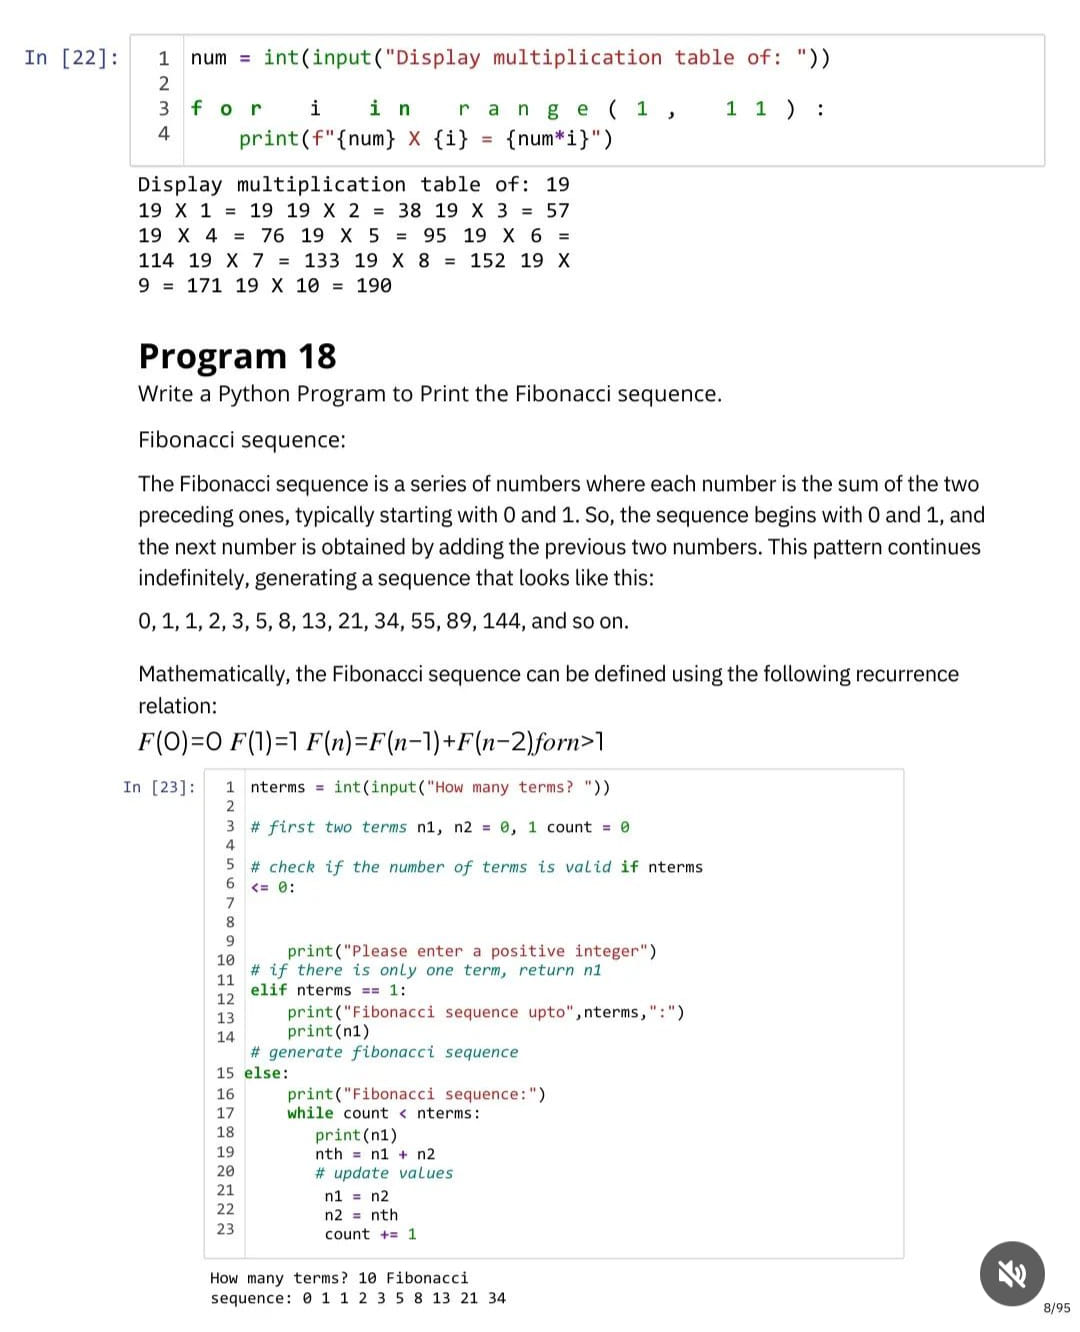 In [22]:
1 num = int(input("Display multiplication table of: "))
2
3 f o r i i n r a n g e ( 1 , 1 1 ) :
4 print(f"{num} X {i} = {num*i}")
Display multiplication table of: 19
19 X 1 = 19 19 X 2 = 38 19 X 3 = 57
19 X 4 = 76 19 X 5 = 95 19 X 6 =
114 19 X 7 = 133 19 X 8 = 152 19 X
9 = 171 19 X 10 = 190
Program 18
Write a Python Program to Print the Fibonacci sequence.
Fibonacci sequence:
The Fibonacci sequence is a series of numbers where each number is the sum of the two
preceding ones, typically starting with 0 and 1. So, the sequence begins with 0 and 1, and
the next number is obtained by adding the previous two numbers. This pattern continues
indefinitely, generating a sequence that looks like this:
0, 1, 1, 2, 3, 5, 8, 13, 21, 34, 55, 89, 144, and so on.
Mathematically, the Fibonacci sequence can be defined using the following recurrence
relation:
F(0)=0 F(1)=1 F(n)=F(n−1)+F(n−2)forn>1
In [23]:
1 nterms = int(input("How many terms? "))
2
3 # first two terms n1, n2 = 0, 1 count = 0
4
5 # check if the number of terms is valid if nterms
6 <= 0:
7
8
9
10 print("Please enter a positive integer")
11 # if there is only one term, return n1
12 elif nterms == 1:
13 print("Fibonacci sequence upto",nterms,":")
14 print(n1)
# generate fibonacci sequence
15 else:
16 print("Fibonacci sequence:")
17 while count < nterms:
18 print(n1)
19 nth = n1 + n2
20 # update values
21 n1 = n2
22 n2 = nth
23 count += 1
How many terms? 10 Fibonacci
sequence: 0 1 1 2 3 5 8 13 21 34
8/95